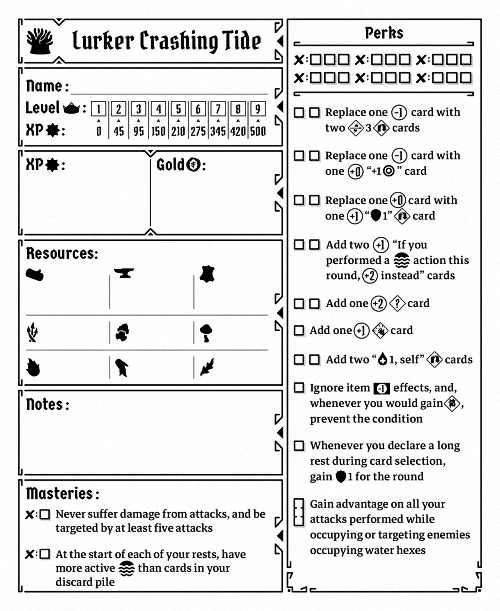 Lurker Crashing Tide
Name:
Level :
1 2 3 4 5 6 7 8 9
XP :
0 45 95 150 210 275 345 420 500
XP :
Gold :
Resources:
Notes:
Masteries:
Never suffer damage from attacks, and be
targeted by at least five attacks
At the start of each of your rests, have
more active than cards in your
discard pile
Perks
Replace one -1 card with
two 3 cards
Replace one -1 card with
one +0 "+1 " card
Replace one +0 card with
one +1 " 1" card
Add two +1 "If you
performed a action this
round, +2 instead" cards
Add one +2 ? card
Add one +1 card
Add two " 1, self" cards
Ignore item -1 effects, and,
whenever you would gain ,
prevent the condition
Whenever you declare a long
rest during card selection,
gain 1 for the round
Gain advantage on all your
attacks performed while
occupying or targeting enemies
occupying water hexes